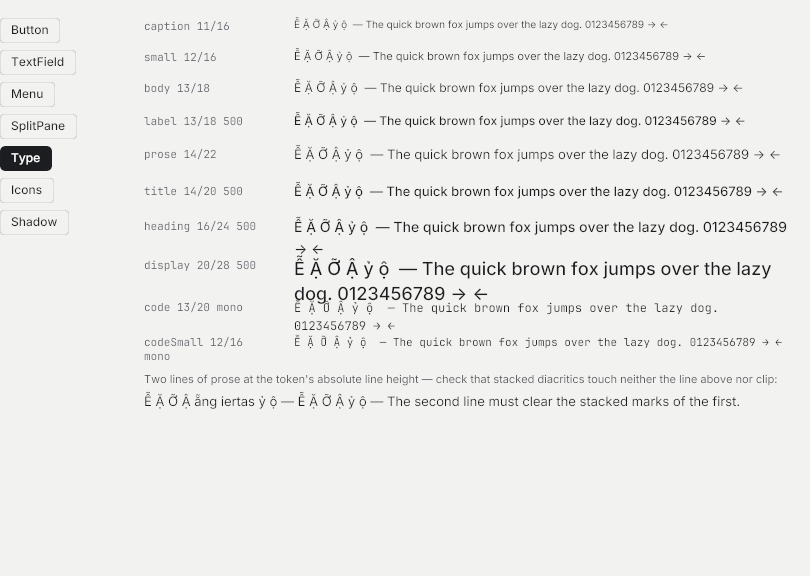 Button
TextField
Menu
SplitPane
Type
Icons
Shadow
caption 11/16 Ễ Ặ Ỡ Ậ ỷ ộ — The quick brown fox jumps over the lazy dog. 0123456789 → ←
small 12/16 Ễ Ặ Ỡ Ậ ỷ ộ — The quick brown fox jumps over the lazy dog. 0123456789 → ←
body 13/18 Ễ Ặ Ỡ Ậ ỷ ộ — The quick brown fox jumps over the lazy dog. 0123456789 → ←
label 13/18 500 Ễ Ặ Ỡ Ậ ỷ ộ — The quick brown fox jumps over the lazy dog. 0123456789 → ←
prose 14/22 Ễ Ặ Ỡ Ậ ỷ ộ — The quick brown fox jumps over the lazy dog. 0123456789 → ←
title 14/20 500 Ễ Ặ Ỡ Ậ ỷ ộ — The quick brown fox jumps over the lazy dog. 0123456789 → ←
heading 16/24 500 Ễ Ặ Ỡ Ậ ỷ ộ — The quick brown fox jumps over the lazy dog. 0123456789
→ ←
display 20/28 500 Ễ Ặ Ỡ Ậ ỷ ộ — The quick brown fox jumps over the lazy
dog. 0123456789 → ←
code 13/20 mono Ễ Ặ Ỡ Ậ ỷ ộ — The quick brown fox jumps over the lazy dog.
0123456789 → ←
codeSmall 12/16 Ễ Ặ Ỡ Ậ ỷ ộ — The quick brown fox jumps over the lazy dog. 0123456789 → ←
mono
Two lines of prose at the token's absolute line height — check that stacked diacritics touch neither the line above nor clip:
Ễ Ặ Ỡ Ậ ẫng iertas ỷ ộ — Ễ Ặ Ỡ Ậ ỷ ộ — The second line must clear the stacked marks of the first.